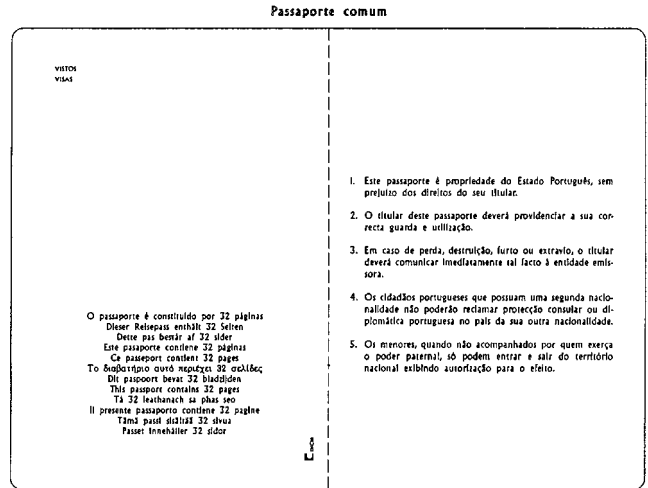 Passaporte comum
VISTOS
VISAS
O passaporte é constituído por 32 páginas
Dieser Reisepass enthält 32 Seiten
Dette pas består af 32 sider
Este pasaporte contiene 32 páginas
Ce passeport contient 32 pages
Το διαβατήριο αυτό περιέχει 32 σελίδες
Dit paspoort bevat 32 bladzijden
This passport contains 32 pages
Tá 32 leathanach sa phas seo
Il presente passaporto contiene 32 pagine
Tämä passi sisältää 32 sivua
Passet innehåller 32 sidor
1. Este passaporte é propriedade do Estado Português, sem
prejuízo dos direitos do seu titular.
2. O titular deste passaporte deverá providenciar a sua cor-
recta guarda e utilização.
3. Em caso de perda, destruição, furto ou extravio, o titular
deverá comunicar imediatamente tal facto à entidade emis-
sora.
4. Os cidadãos portugueses que possuam uma segunda nacio-
nalidade não poderão reclamar protecção consular ou di-
plomática portuguesa no país da sua outra nacionalidade.
5. Os menores, quando não acompanhados por quem exerça
o poder paternal, só podem entrar e sair do território
nacional exibindo autorização para o efeito.